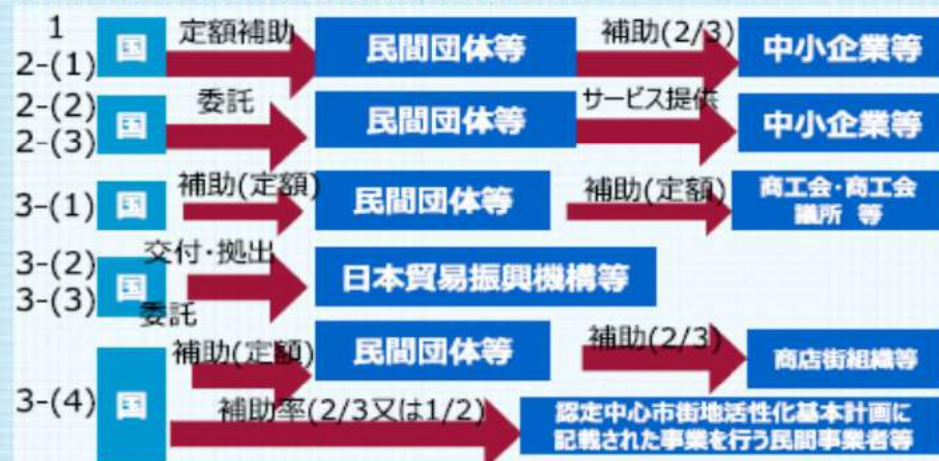 1
2-(1)
国
定額補助
民間団体等
補助(2/3)
中小企業等
2-(2)
2-(3)
国
委託
民間団体等
サービス提供
中小企業等
3-(1)
国
補助(定額)
民間団体等
補助(定額)
商工会・商工会
議所 等
3-(2)
3-(3)
国
交付・拠出
委託
日本貿易振興機構等
3-(4)
国
補助(定額)
民間団体等
補助(2/3)
商店街組織等
補助率(2/3又は1/2)
認定中心市街地活性化基本計画に
記載された事業を行う民間事業者等